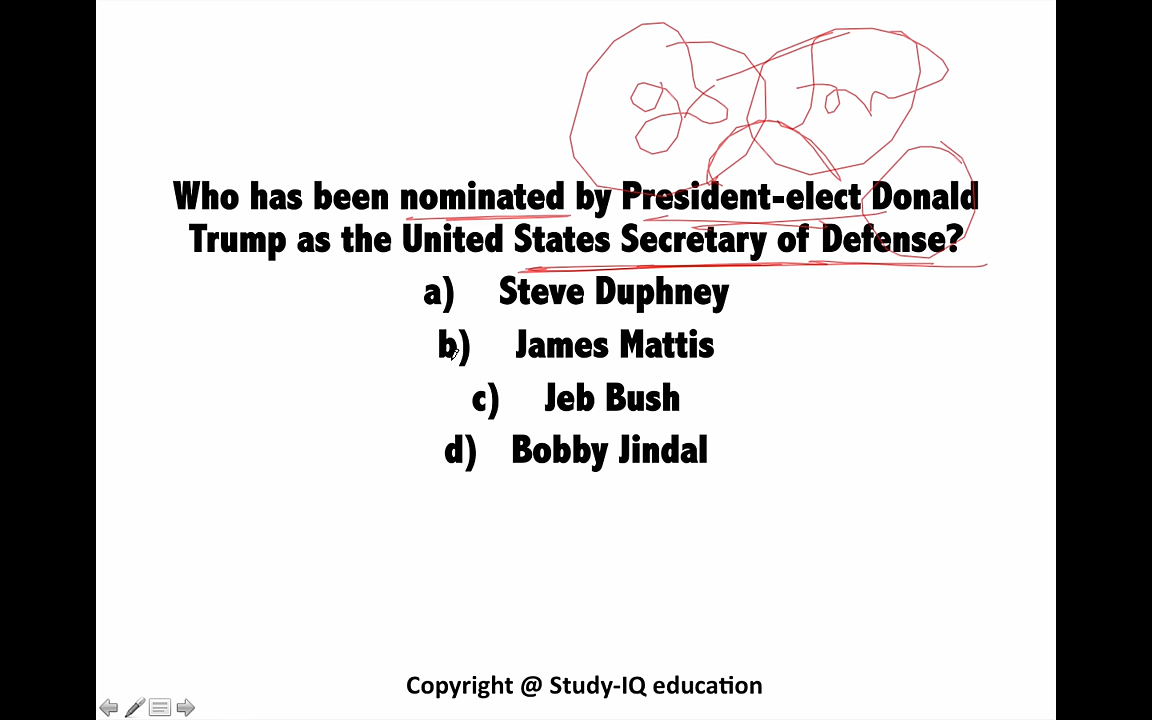 Who has been nominated by President-elect Donald
Trump as the United States Secretary of Defense?
a) Steve Duphney
b) James Mattis
c) Jeb Bush
d) Bobby Jindal
Copyright @ Study-IQ education